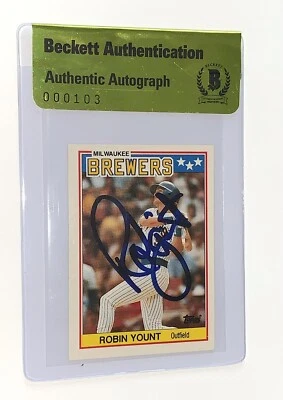 Beckett Authentication
Authentic Autograph
000103
B
MILWAUKEE
BREWERS
Topps
ROBIN YOUNT
Outfield